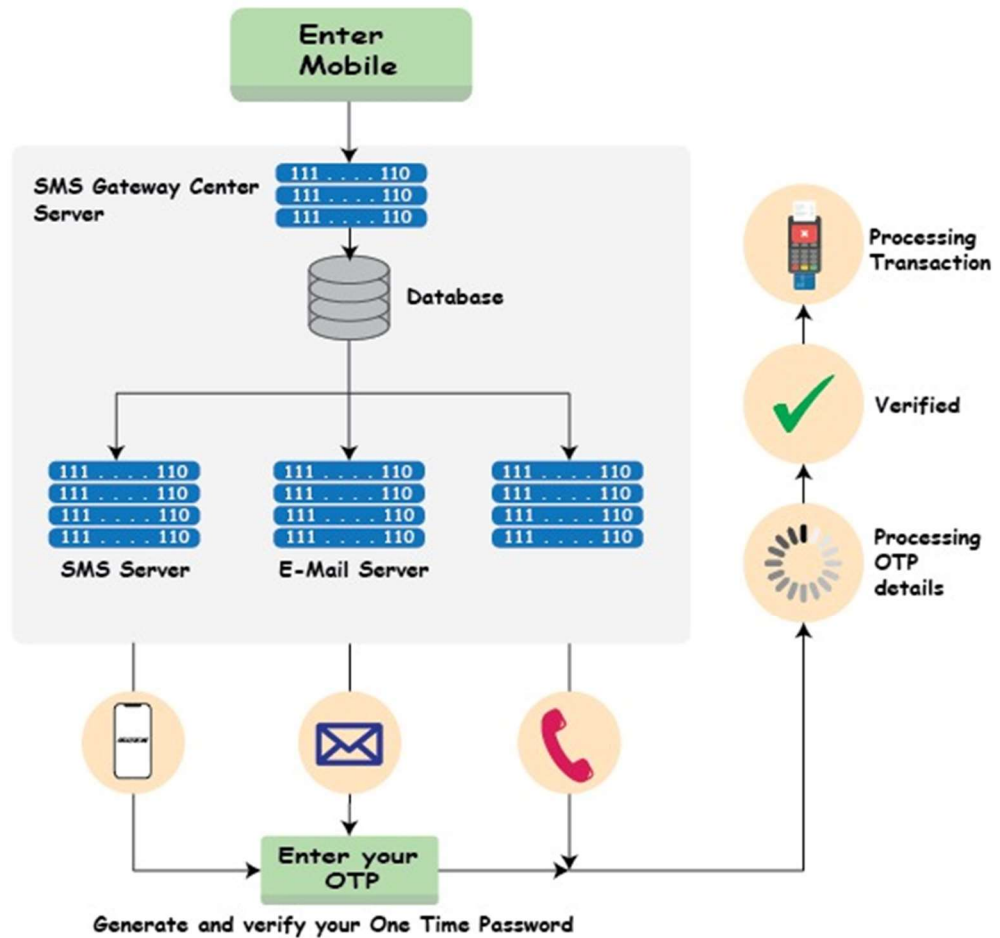 Enter
Mobile
SMS Gateway Center
Server
111 . . . . 110
111 . . . . 110
111 . . . . 110
Database
111 . . . . 110
111 . . . . 110
111 . . . . 110
111 . . . . 110
SMS Server
111 . . . . 110
111 . . . . 110
111 . . . . 110
111 . . . . 110
E-Mail Server
111 . . . . 110
111 . . . . 110
111 . . . . 110
111 . . . . 110
Enter your
OTP
Generate and verify your One Time Password
Processing
Transaction
Verified
Processing
OTP
details